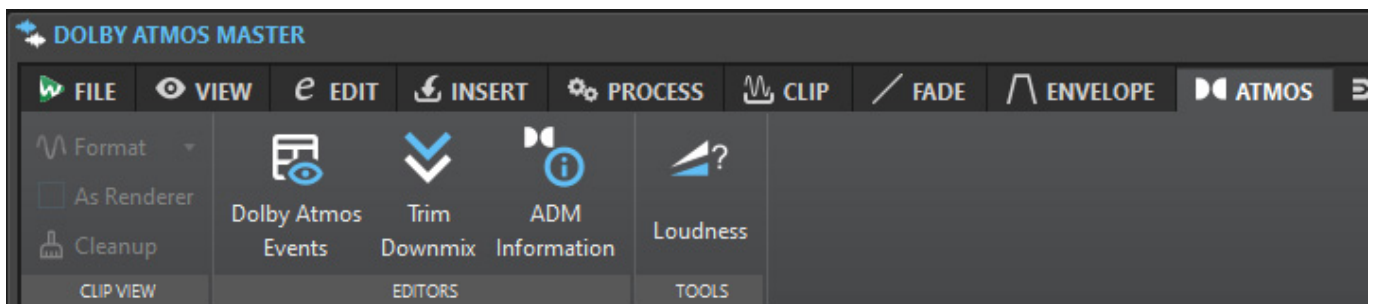 DOLBY ATMOS MASTER
FILE VIEW e EDIT INSERT PROCESS CLIP FADE ENVELOPE ATMOS
Format
As Renderer
Cleanup
CLIP VIEW
Dolby Atmos
Events
Trim
Downmix
ADM
Information
EDITORS
?
Loudness
TOOLS